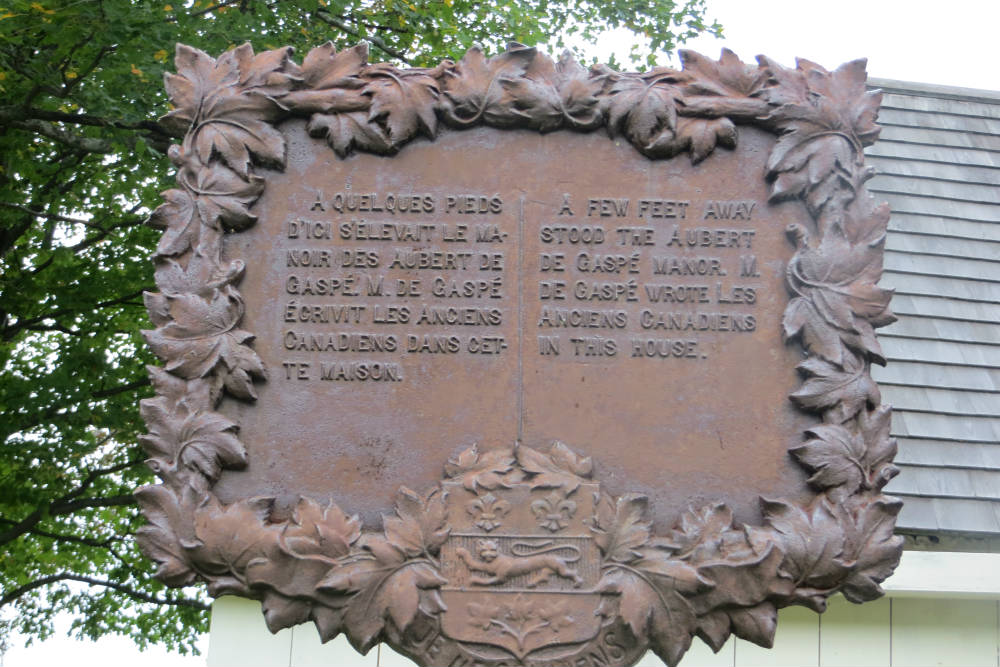 A QUELQUES PIEDS
D'ICI S'ÉLEVAIT LE MA-
NOIR DES AUBERT DE
GASPÉ. M. DE GASPÉ
ÉCRIVIT LES ANCIENS
CANADIENS DANS CET-
TE MAISON.
A FEW FEET AWAY
STOOD THE AUBERT
DE GASPÉ MANOR. M.
DE GASPÉ WROTE LES
ANCIENS CANADIENS
IN THIS HOUSE.